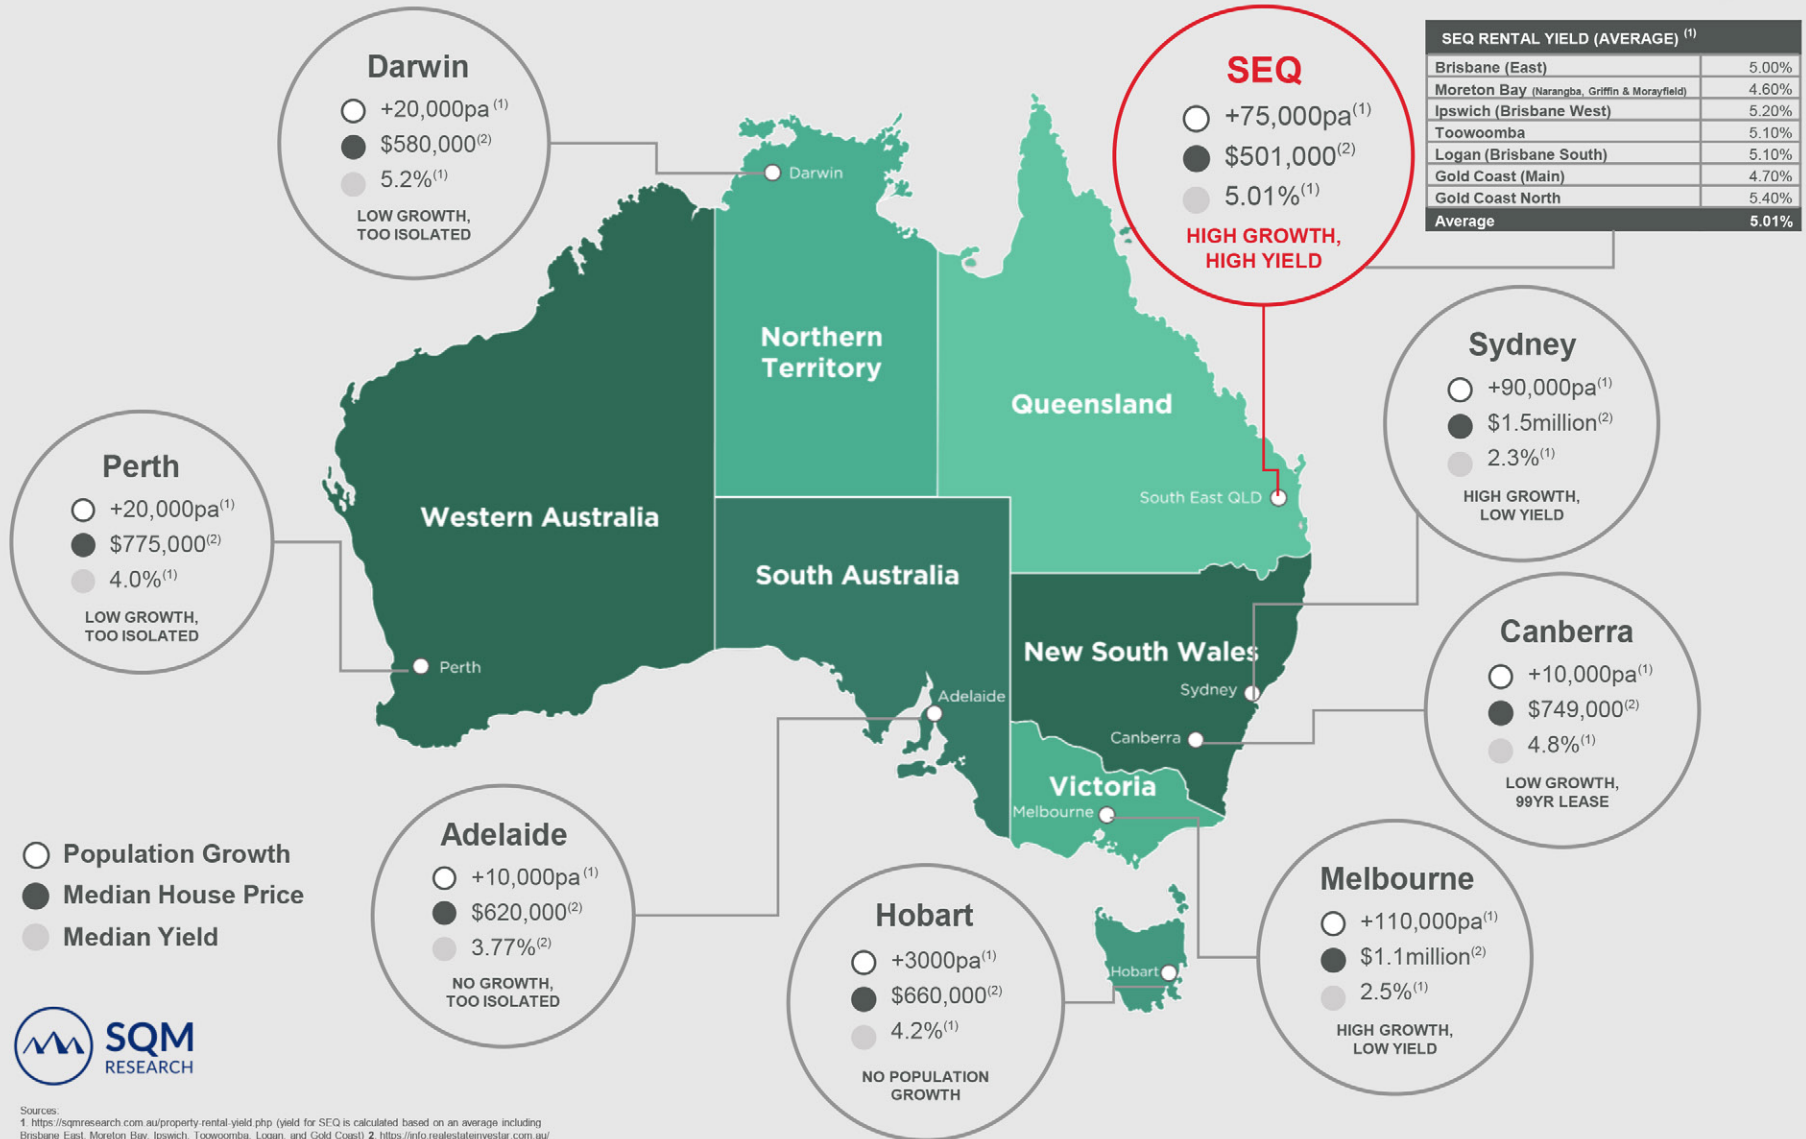 Darwin
+20,000pa(1)
$580,000(2)
5.2%(1)
LOW GROWTH,
TOO ISOLATED
SEQ
+75,000pa(1)
$501,000(2)
5.01%(1)
HIGH GROWTH,
HIGH YIELD
SEQ RENTAL YIELD (AVERAGE) (1)
Brisbane (East) 5.00%
Moreton Bay (Narangba, Griffin & Morayfield) 4.60%
Ipswich (Brisbane West) 5.20%
Toowoomba 5.10%
Logan (Brisbane South) 5.10%
Gold Coast (Main) 4.70%
Gold Coast North 5.40%
Average 5.01%
Sydney
+90,000pa(1)
$1.5million(2)
2.3%(1)
HIGH GROWTH,
LOW YIELD
Perth
+20,000pa(1)
$775,000(2)
4.0%(1)
LOW GROWTH,
TOO ISOLATED
Darwin
Northern
Territory
Queensland
South East QLD
Western Australia
South Australia
New South Wales
Perth
Adelaide
Sydney
Canberra
Victoria
Melbourne
Hobart
Canberra
+10,000pa(1)
$749,000(2)
4.8%(1)
LOW GROWTH,
99YR LEASE
Adelaide
+10,000pa(1)
$620,000(2)
3.77%(2)
NO GROWTH,
TOO ISOLATED
Hobart
+3000pa(1)
$660,000(2)
4.2%(1)
NO POPULATION
GROWTH
Melbourne
+110,000pa(1)
$1.1million(2)
2.5%(1)
HIGH GROWTH,
LOW YIELD
Population Growth
Median House Price
Median Yield
SQM
RESEARCH
Sources:
1. https://sqmresearch.com.au/property-rental-yield.php (yield for SEQ is calculated based on an average including
Brisbane East, Moreton Bay, Ipswich, Toowoomba, Logan, and Gold Coast) 2. https://info.realestateinvestar.com.au/